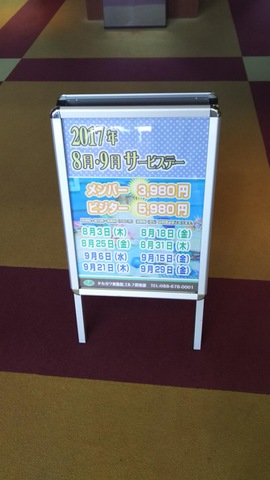 2017年
8月・9月 サービスデー
メンバー 3,980円
ビジター 5,980円
8月3日(木) 8月18日(金)
8月25日(金) 8月31日(木)
9月6日(水) 9月15日(金)
9月21日(木) 9月29日(金)
TEL:088-678-0001